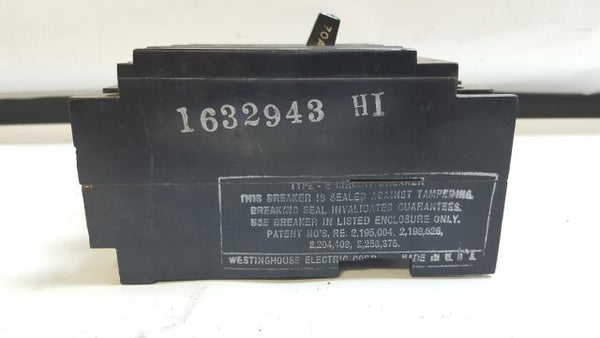 70A
1632943 HI
TYPE - E CIRCUIT BREAKER
THIS BREAKER IS SEALED AGAINST TAMPERING.
BREAKING SEAL INVALIDATES GUARANTEES.
USE BREAKER IN LISTED ENCLOSURE ONLY.
PATENT NO'S. RE. 2,195,004, 2,199,626,
2,204,409, 2,253,375.
WESTINGHOUSE ELECTRIC CORP. MADE